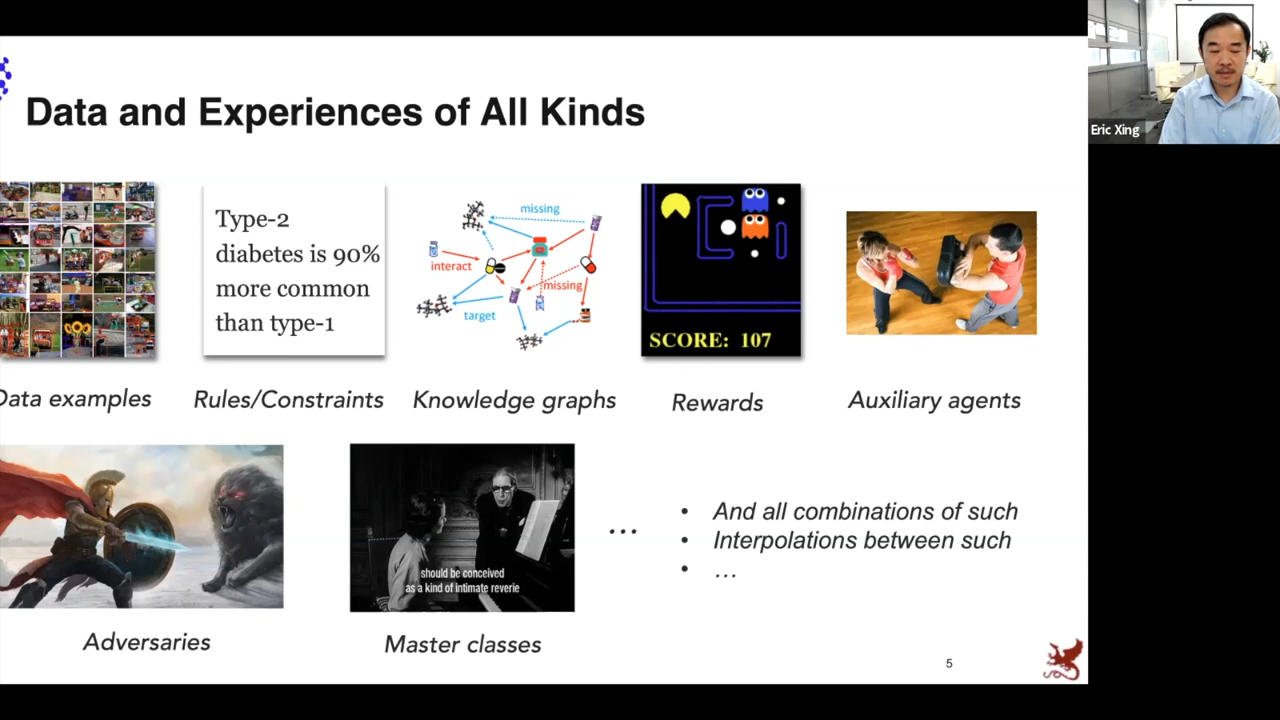 Data and Experiences of All Kinds
Eric Xing
Type-2
diabetes is 90%
more common
than type-1
missing
interact
missing
target
SCORE: 107
Data examples
Rules/Constraints
Knowledge graphs
Rewards
Auxiliary agents
should be conceived
as a kind of intimate reverie
...
• And all combinations of such
• Interpolations between such
• ...
Adversaries
Master classes
5